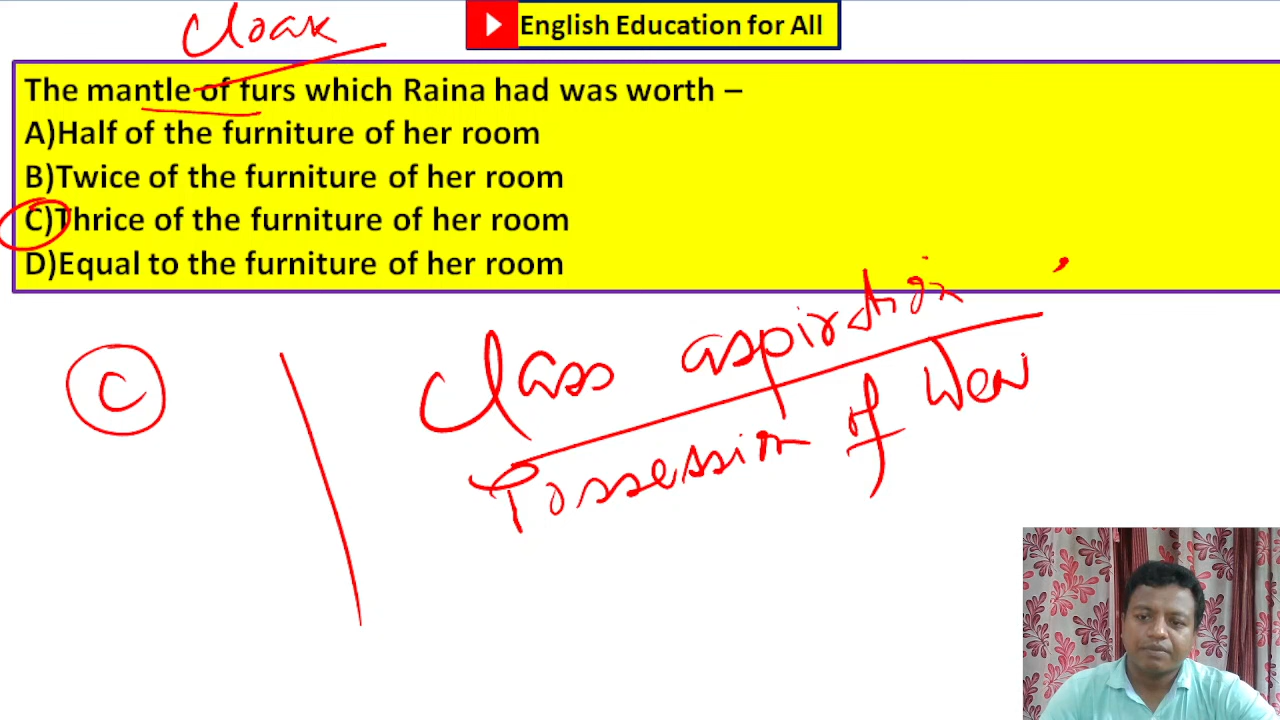 Cloak
English Education for All
The mantle of furs which Raina had was worth –
A)Half of the furniture of her room
B)Twice of the furniture of her room
C)Thrice of the furniture of her room
D)Equal to the furniture of her room
C
Class aspiration
Possession of Wea